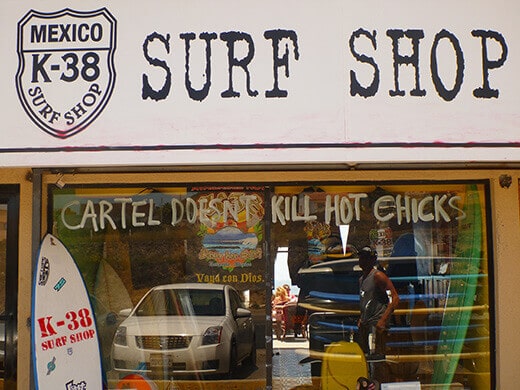 MEXICO
K-38
SURF SHOP
SURF SHOP
CARTEL DOESN'T KILL HOT CHICKS
Vaya con Dios.
K-38
SURF SHOP